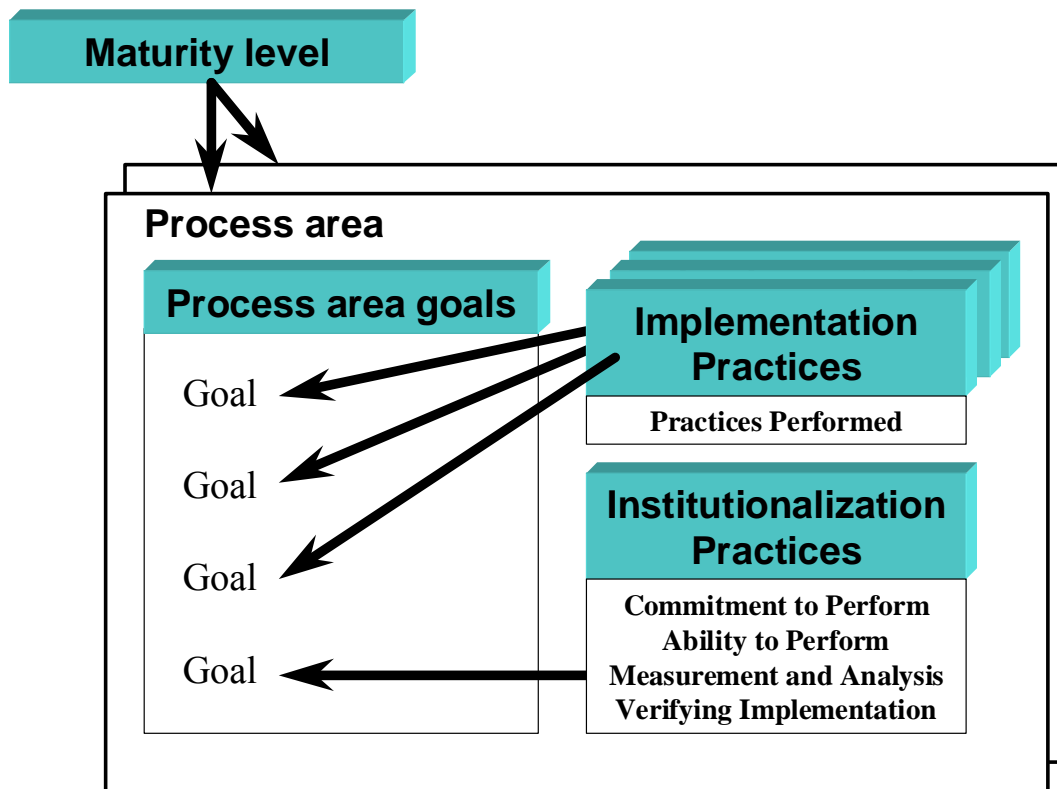 Maturity level
Process area
Process area goals
Goal
Goal
Goal
Goal
Implementation
Practices
Practices Performed
Institutionalization
Practices
Commitment to Perform
Ability to Perform
Measurement and Analysis
Verifying Implementation